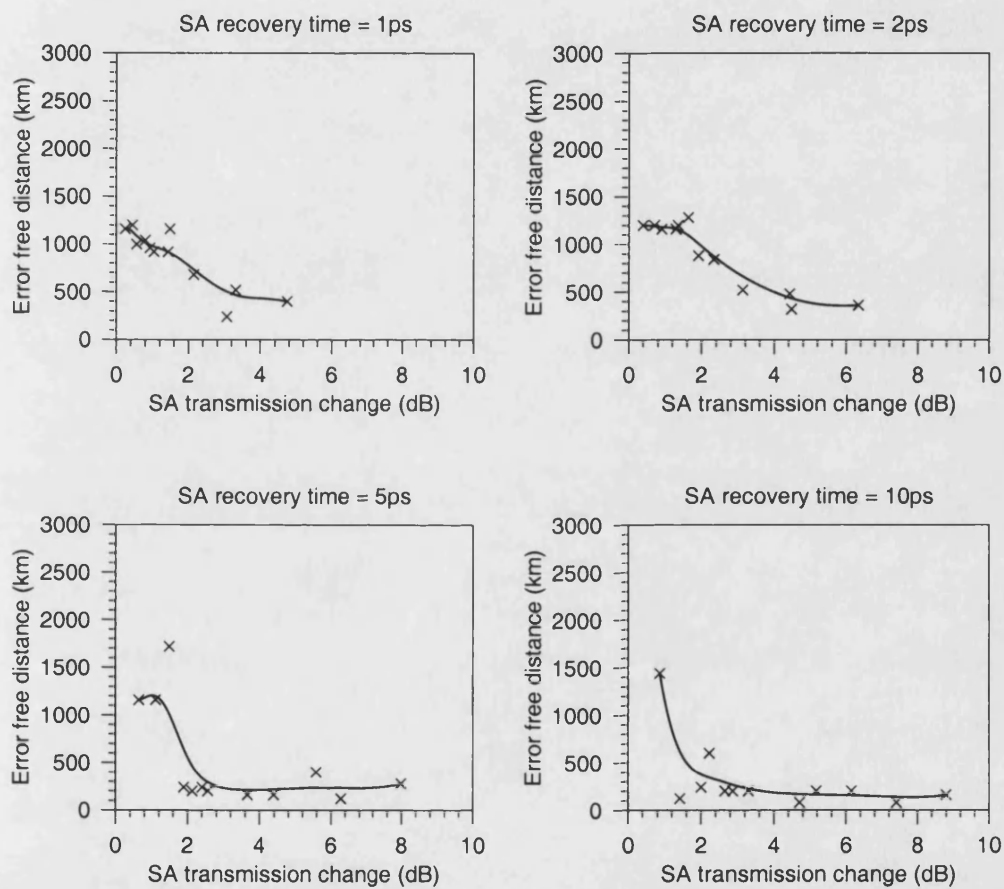 SA recovery time = 1ps
Error free distance (km)
3000
2500
2000
1500
1000
500
0
0 2 4 6 8 10
SA transmission change (dB)
SA recovery time = 2ps
Error free distance (km)
3000
2500
2000
1500
1000
500
0
0 2 4 6 8 10
SA transmission change (dB)
SA recovery time = 5ps
Error free distance (km)
3000
2500
2000
1500
1000
500
0
0 2 4 6 8 10
SA transmission change (dB)
SA recovery time = 10ps
Error free distance (km)
3000
2500
2000
1500
1000
500
0
0 2 4 6 8 10
SA transmission change (dB)